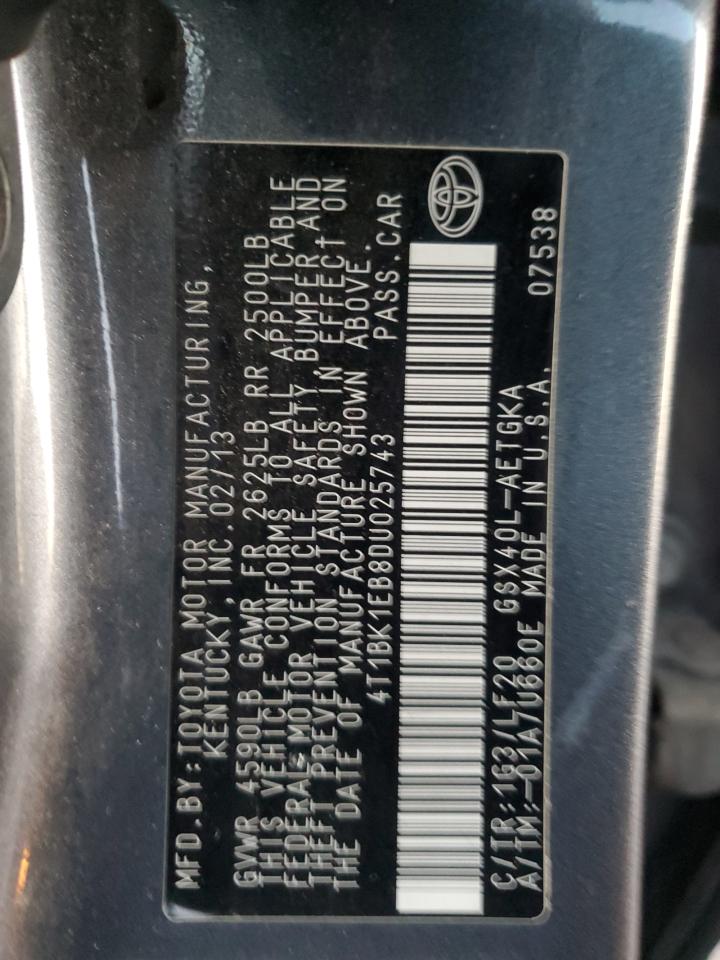 MFD.BY:TOYOTA MOTOR MANUFACTURING,
KENTUCKY, INC.02/13
GVWR 4590LB GAWR FR 2625LB RR 2500LB
THIS VEHICLE CONFORMS TO ALL APPLICABLE
FEDERAL MOTOR VEHICLE SAFETY, BUMPER AND
THEFT PREVENTION STANDARDS IN EFFECT ON
THE DATE OF MANUFACTURE SHOWN ABOVE.
4T1BK1EB8DU025743 PASS.CAR
C/TR:1G3/LF20 GSX40L-AETGKA 07538
A/TM:-01A/U660E MADE IN U.S.A.